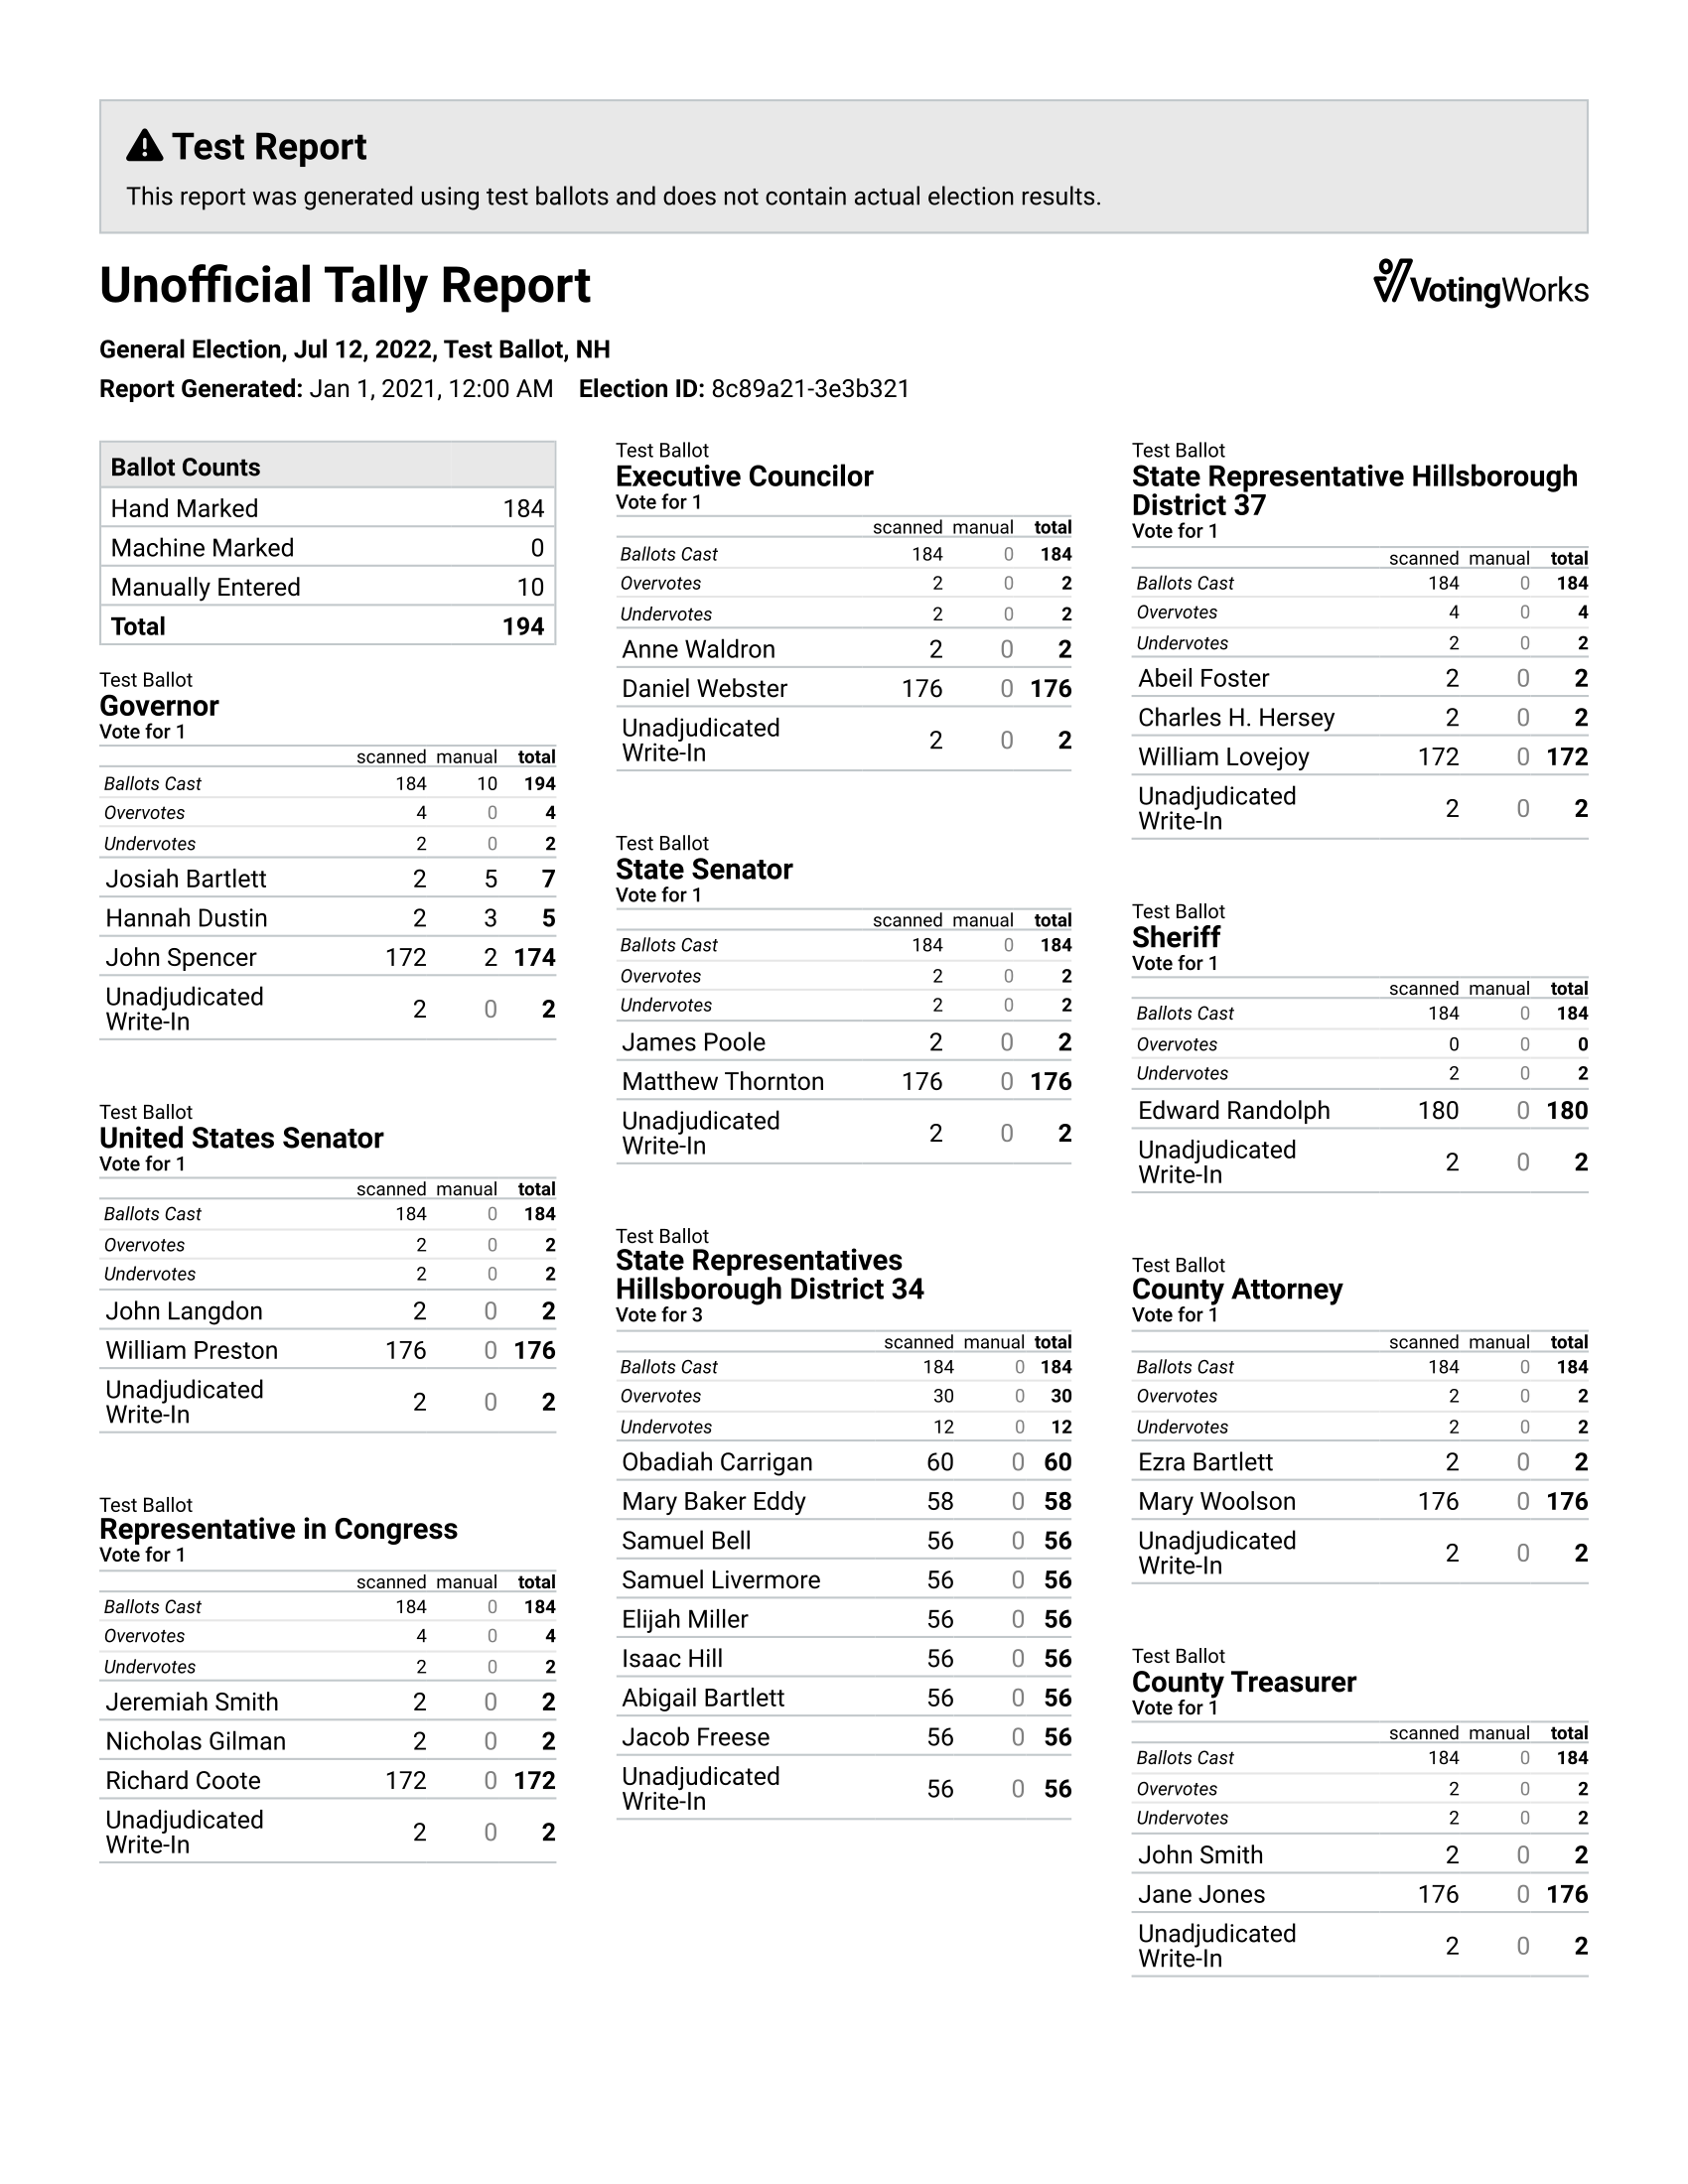 Test Report
This report was generated using test ballots and does not contain actual election results.
Unofficial Tally Report
VotingWorks
General Election, Jul 12, 2022, Test Ballot, NH
Report Generated: Jan 1, 2021, 12:00 AM Election ID: 8c89a21-3e3b321
Ballot Counts
Hand Marked 184
Machine Marked 0
Manually Entered 10
Total 194
Test Ballot
Governor
Vote for 1
scanned manual total
Ballots Cast 184 10 194
Overvotes 4 0 4
Undervotes 2 0 2
Josiah Bartlett 2 5 7
Hannah Dustin 2 3 5
John Spencer 172 2 174
Unadjudicated
Write-In 2 0 2
Test Ballot
United States Senator
Vote for 1
scanned manual total
Ballots Cast 184 0 184
Overvotes 2 0 2
Undervotes 2 0 2
John Langdon 2 0 2
William Preston 176 0 176
Unadjudicated
Write-In 2 0 2
Test Ballot
Representative in Congress
Vote for 1
scanned manual total
Ballots Cast 184 0 184
Overvotes 4 0 4
Undervotes 2 0 2
Jeremiah Smith 2 0 2
Nicholas Gilman 2 0 2
Richard Coote 172 0 172
Unadjudicated
Write-In 2 0 2
Test Ballot
Executive Councilor
Vote for 1
scanned manual total
Ballots Cast 184 0 184
Overvotes 2 0 2
Undervotes 2 0 2
Anne Waldron 2 0 2
Daniel Webster 176 0 176
Unadjudicated
Write-In 2 0 2
Test Ballot
State Senator
Vote for 1
scanned manual total
Ballots Cast 184 0 184
Overvotes 2 0 2
Undervotes 2 0 2
James Poole 2 0 2
Matthew Thornton 176 0 176
Unadjudicated
Write-In 2 0 2
Test Ballot
State Representatives
Hillsborough District 34
Vote for 3
scanned manual total
Ballots Cast 184 0 184
Overvotes 30 0 30
Undervotes 12 0 12
Obadiah Carrigan 60 0 60
Mary Baker Eddy 58 0 58
Samuel Bell 56 0 56
Samuel Livermore 56 0 56
Elijah Miller 56 0 56
Isaac Hill 56 0 56
Abigail Bartlett 56 0 56
Jacob Freese 56 0 56
Unadjudicated
Write-In 56 0 56
Test Ballot
State Representative Hillsborough
District 37
Vote for 1
scanned manual total
Ballots Cast 184 0 184
Overvotes 4 0 4
Undervotes 2 0 2
Abeil Foster 2 0 2
Charles H. Hersey 2 0 2
William Lovejoy 172 0 172
Unadjudicated
Write-In 2 0 2
Test Ballot
Sheriff
Vote for 1
scanned manual total
Ballots Cast 184 0 184
Overvotes 0 0 0
Undervotes 2 0 2
Edward Randolph 180 0 180
Unadjudicated
Write-In 2 0 2
Test Ballot
County Attorney
Vote for 1
scanned manual total
Ballots Cast 184 0 184
Overvotes 2 0 2
Undervotes 2 0 2
Ezra Bartlett 2 0 2
Mary Woolson 176 0 176
Unadjudicated
Write-In 2 0 2
Test Ballot
County Treasurer
Vote for 1
scanned manual total
Ballots Cast 184 0 184
Overvotes 2 0 2
Undervotes 2 0 2
John Smith 2 0 2
Jane Jones 176 0 176
Unadjudicated
Write-In 2 0 2